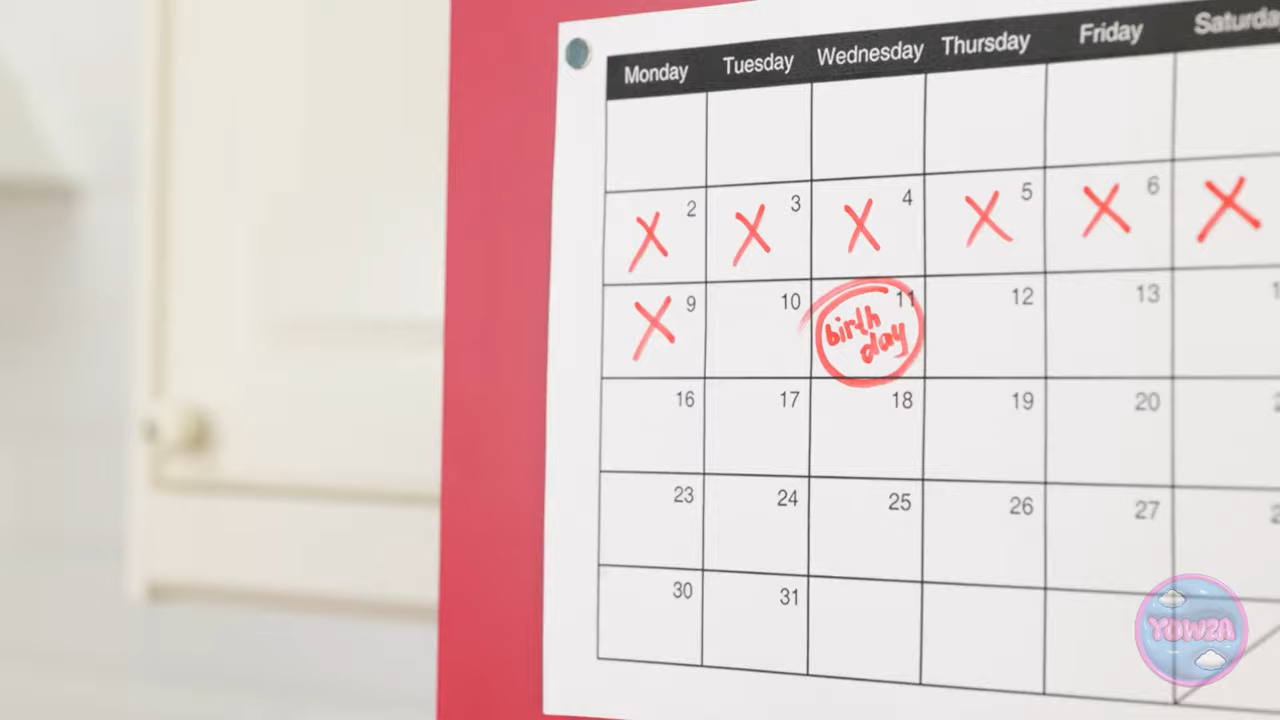 Monday Tuesday Wednesday Thursday Friday
2 3 4 5 6
9 10 11 12 13
birth
day
16 17 18 19 20
23 24 25 26 27
30 31
YOWZA